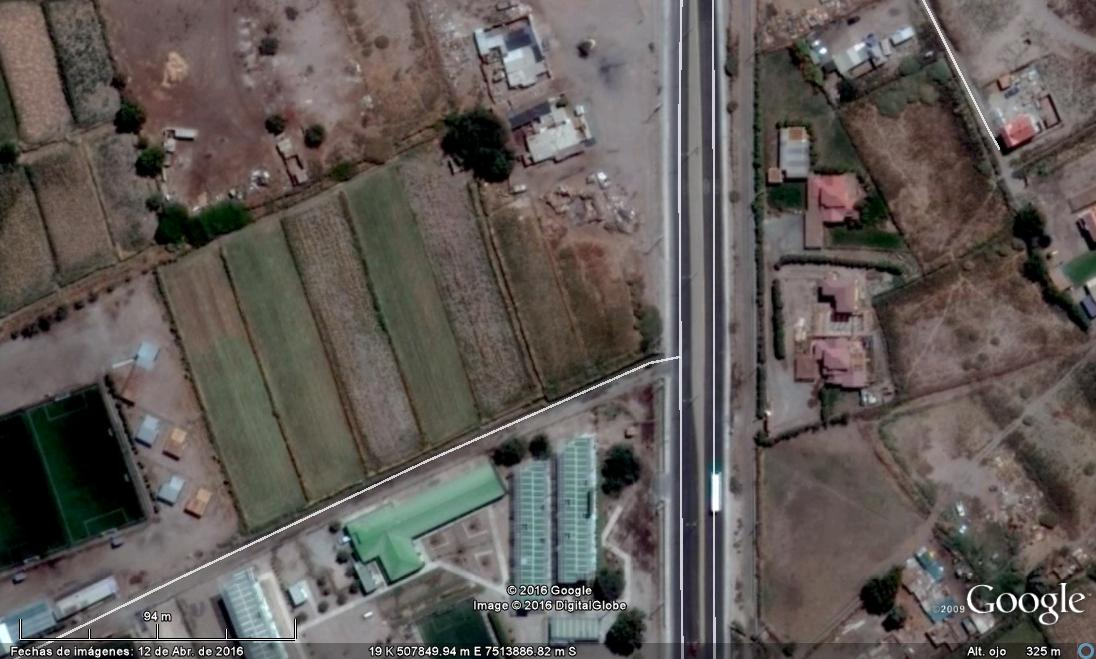 © 2016 Google
Image © 2016 DigitalGlobe
©2009 Google
94 m
Fechas de imágenes: 12 de Abr. de 2016 19 K 507849.94 m E 7513886.82 m S Alt. ojo 325 m